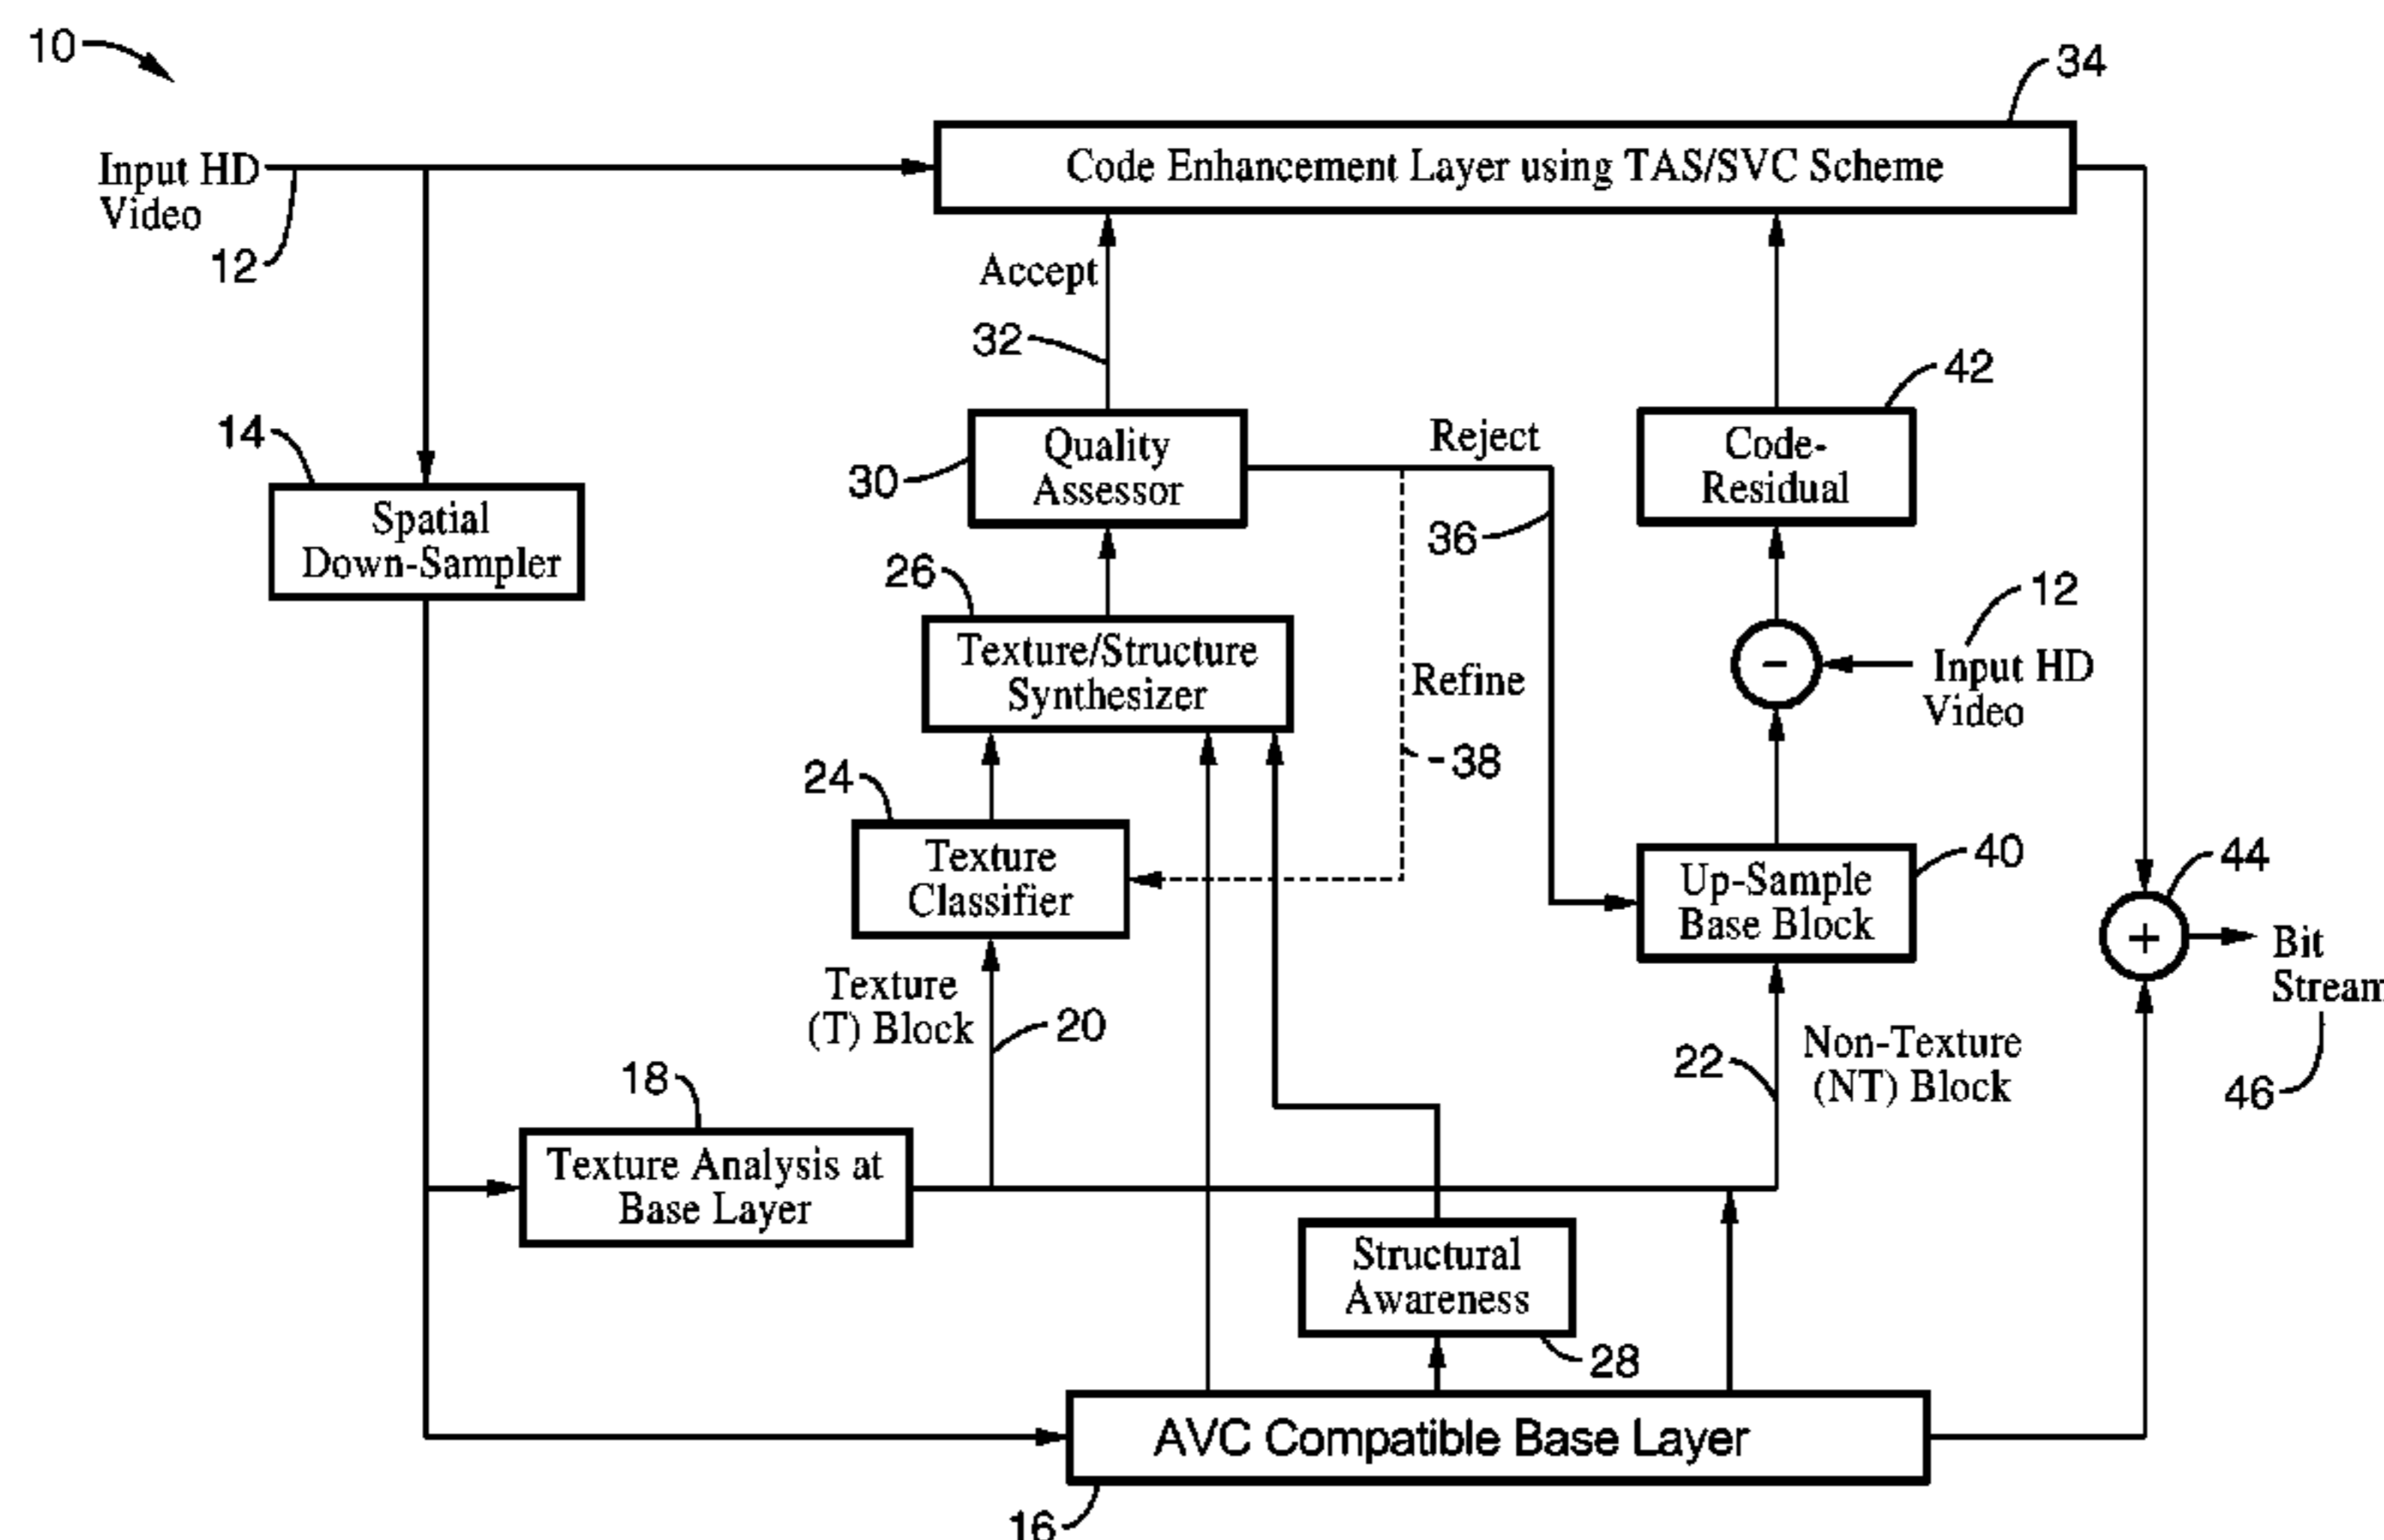 10
34
Input HD
Video
12
Code Enhancement Layer using TAS/SVC Scheme
Accept
32
42
14
Spatial
Down-Sampler
30
Quality
Assessor
Reject
36
Code-
Residual
26
Texture/Structure
Synthesizer
Refine
38
12
-
Input HD
Video
24
Texture
Classifier
Up-Sample
Base Block
40
44
+
Bit
Stream
46
Texture
(T) Block
20
22
Non-Texture
(NT) Block
18
Texture Analysis at
Base Layer
Structural
Awareness
28
AVC Compatible Base Layer
16